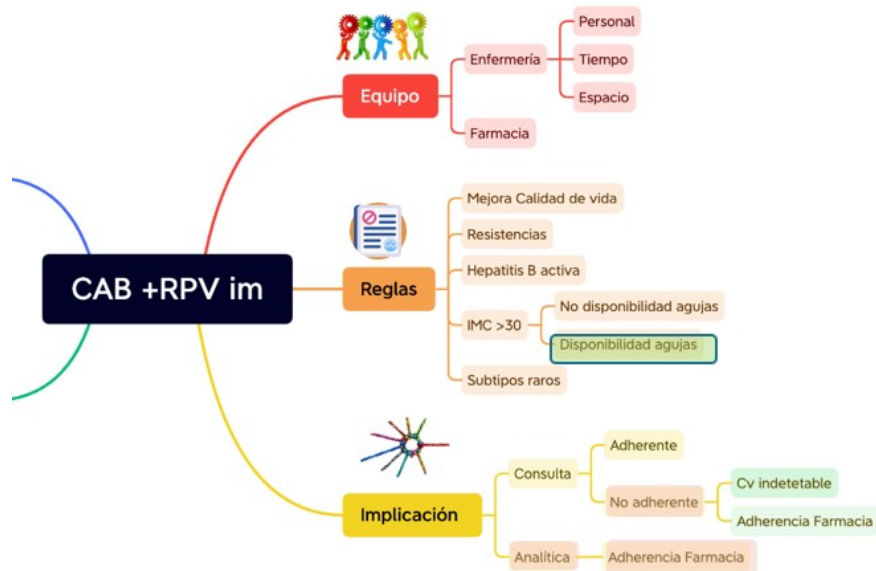 Equipo
Enfermería
Personal
Tiempo
Espacio
Farmacia
CAB +RPV im
Reglas
Mejora Calidad de vida
Resistencias
Hepatitis B activa
IMC >30
No disponibilidad agujas
Disponibilidad agujas
Subtipos raros
Implicación
Consulta
Adherente
No adherente
Cv indetetable
Adherencia Farmacia
Analítica
Adherencia Farmacia